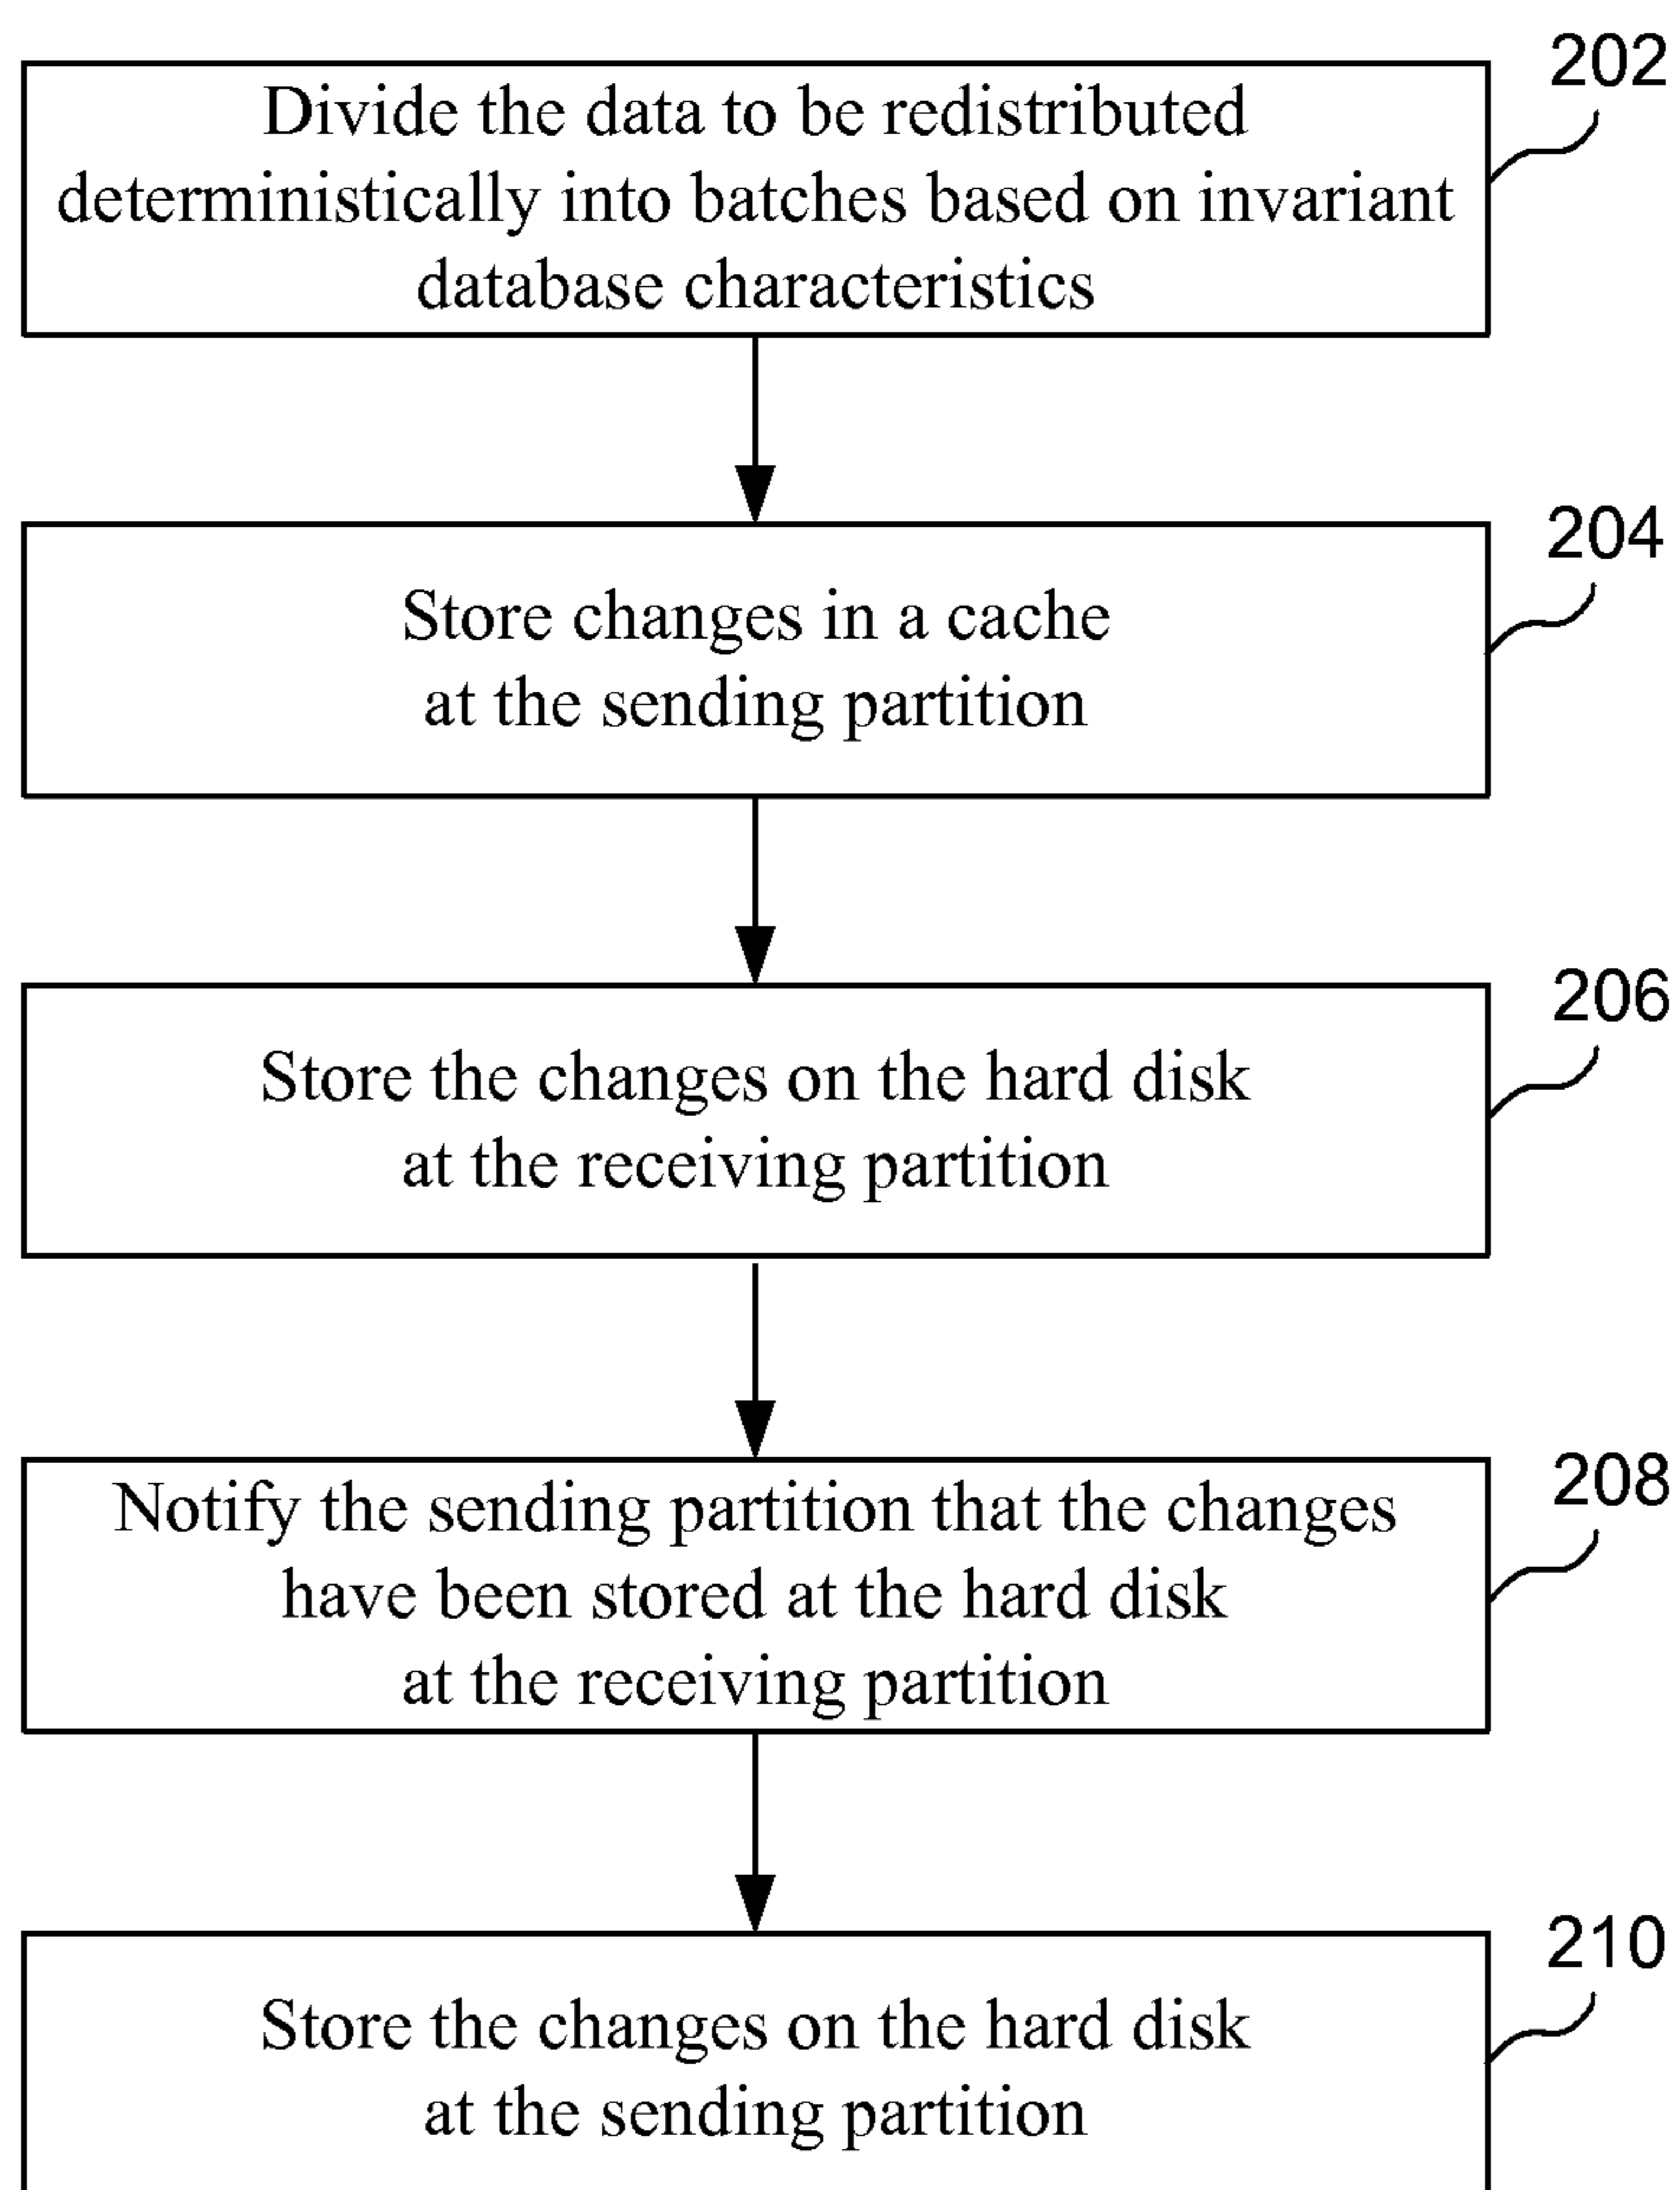 202
Divide the data to be redistributed
deterministically into batches based on invariant
database characteristics
204
Store changes in a cache
at the sending partition
206
Store the changes on the hard disk
at the receiving partition
208
Notify the sending partition that the changes
have been stored at the hard disk
at the receiving partition
210
Store the changes on the hard disk
at the sending partition